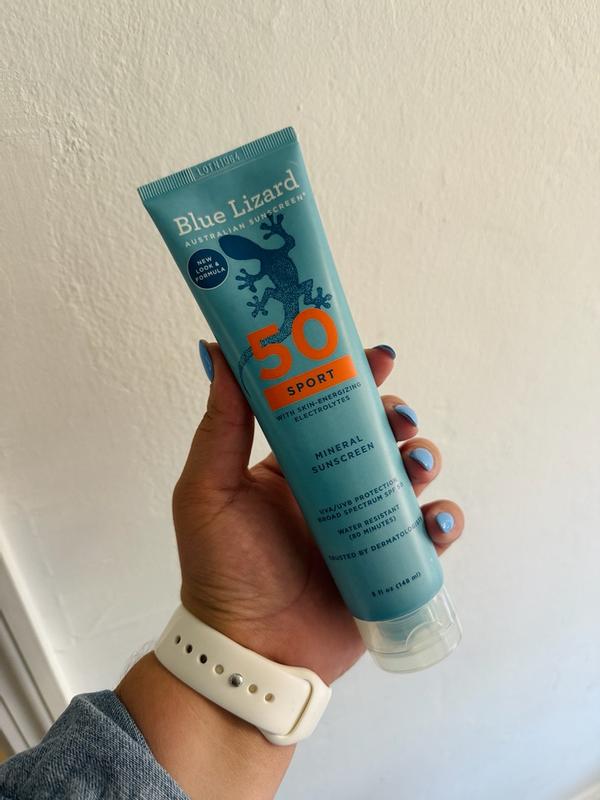 LOTN1064
Blue Lizard
AUSTRALIAN SUNSCREEN®
NEW
LOOK &
FORMULA
50
SPORT
WITH SKIN-ENERGIZING
ELECTROLYTES
MINERAL
SUNSCREEN
UVA/UVB PROTECTION
BROAD SPECTRUM SPF 50
WATER RESISTANT
(80 MINUTES)
TRUSTED BY DERMATOLOGISTS
5 fl oz (148 ml)